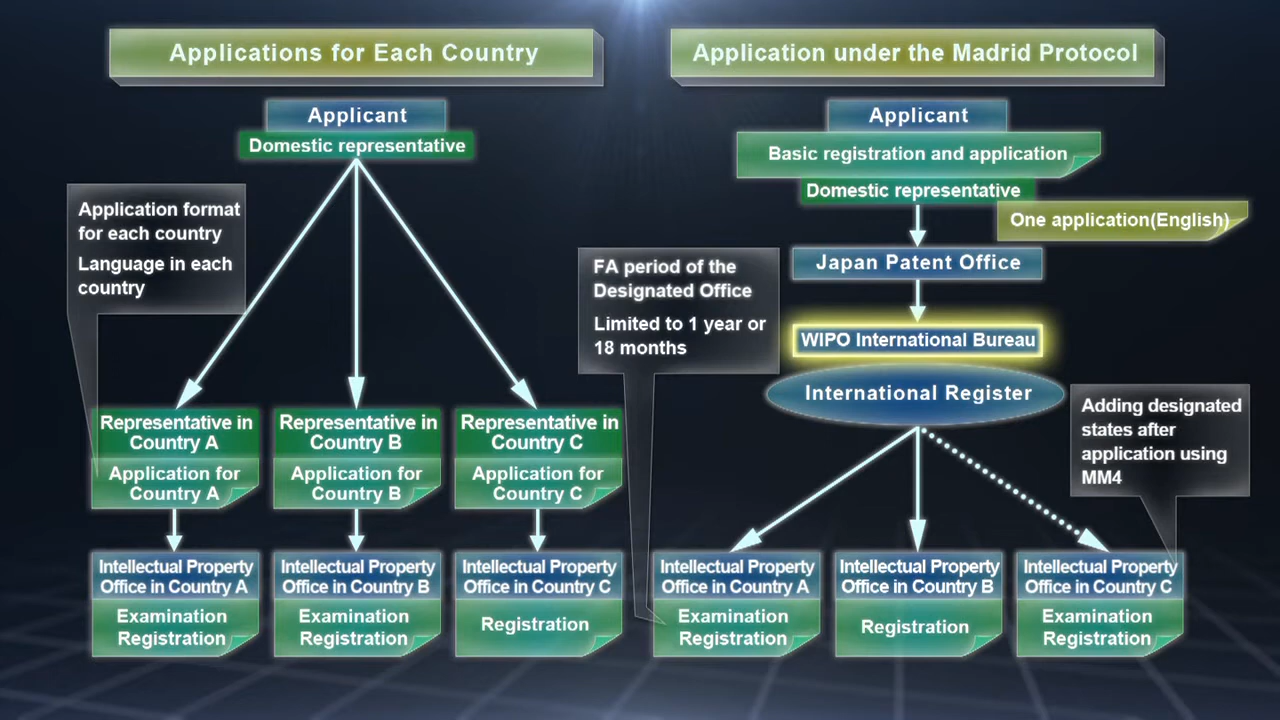 Applications for Each Country
Applicant
Domestic representative
Application format
for each country
Language in each
country
Representative in
Country A
Application for
Country A
Representative in
Country B
Application for
Country B
Representative in
Country C
Application for
Country C
Intellectual Property
Office in Country A
Examination
Registration
Intellectual Property
Office in Country B
Examination
Registration
Intellectual Property
Office in Country C
Registration
Application under the Madrid Protocol
Applicant
Basic registration and application
Domestic representative
One application(English)
Japan Patent Office
FA period of the
Designated Office
Limited to 1 year or
18 months
WIPO International Bureau
International Register
Adding designated
states after
application using
MM4
Intellectual Property
Office in Country A
Examination
Registration
Intellectual Property
Office in Country B
Registration
Intellectual Property
Office in Country C
Examination
Registration